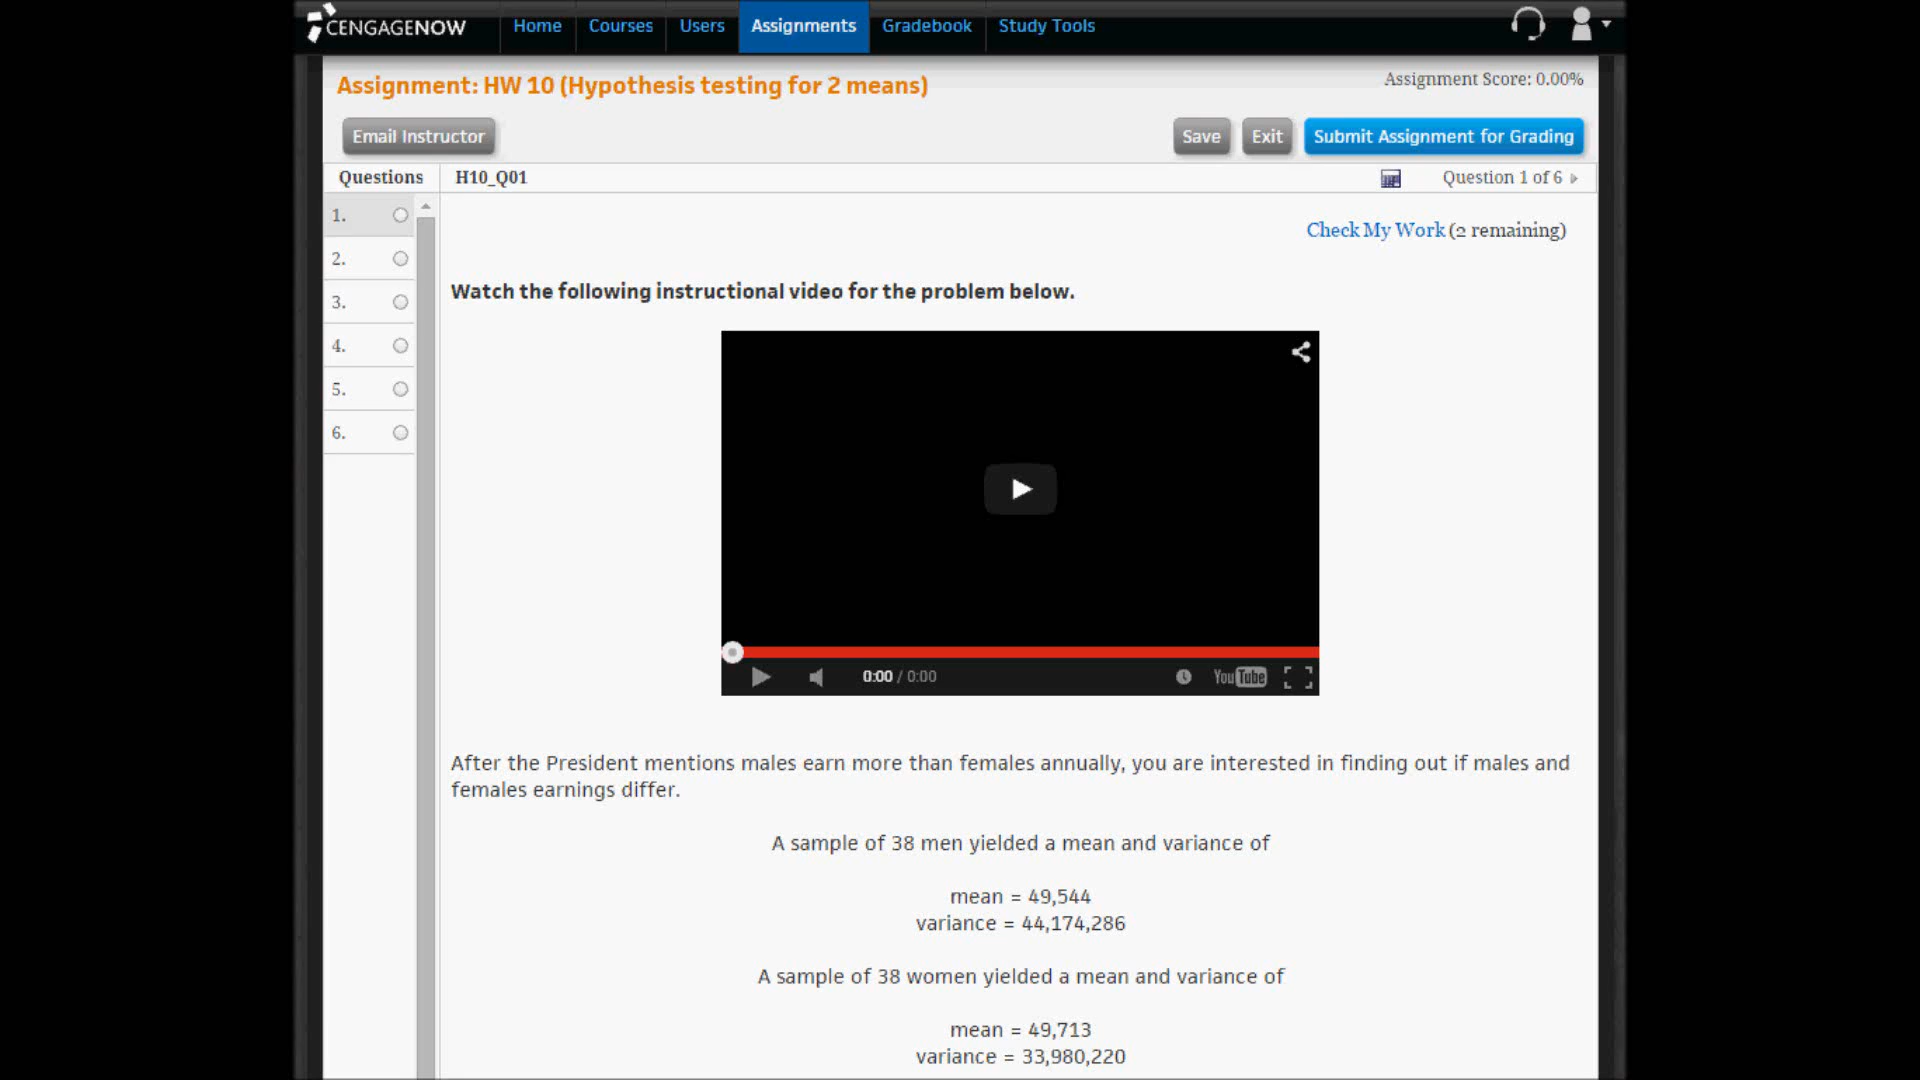 CENGAGENOW Home Courses Users Assignments Gradebook Study Tools
Assignment: HW 10 (Hypothesis testing for 2 means)
Assignment Score: 0.00%
Email Instructor Save Exit Submit Assignment for Grading
Questions H10_Q01 Question 1 of 6
1.
2.
3.
4.
5.
6.
Check My Work (2 remaining)
Watch the following instructional video for the problem below.
0:00 / 0:00 YouTube
After the President mentions males earn more than females annually, you are interested in finding out if males and
females earnings differ.
A sample of 38 men yielded a mean and variance of
mean = 49,544
variance = 44,174,286
A sample of 38 women yielded a mean and variance of
mean = 49,713
variance = 33,980,220